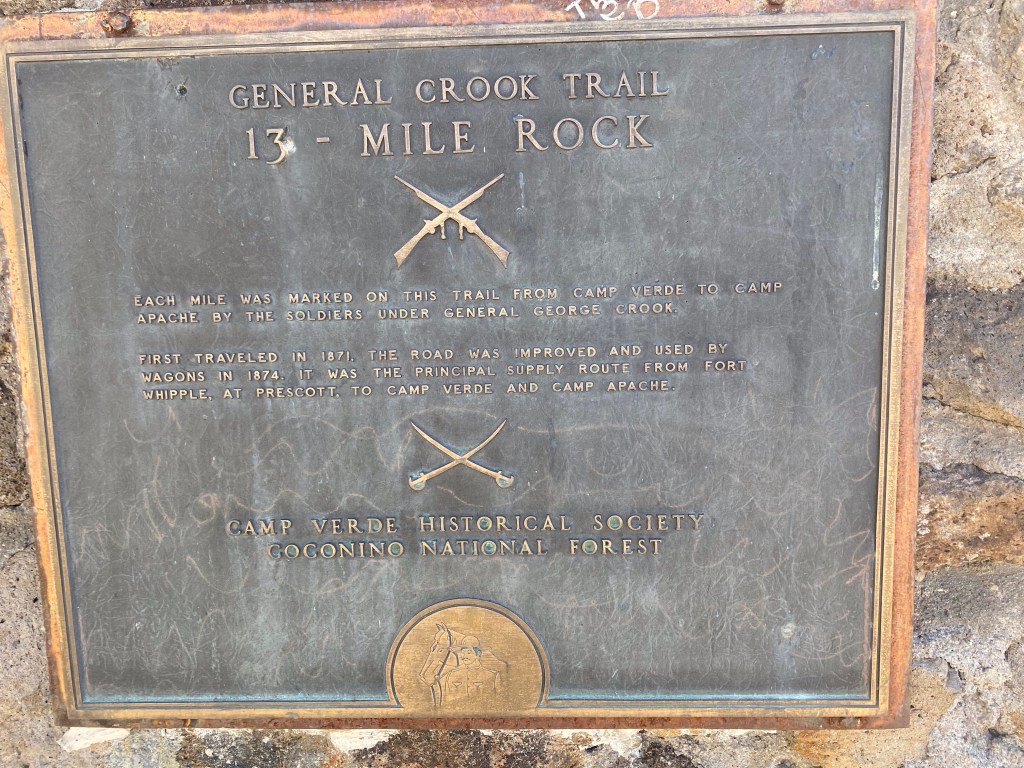 GENERAL CROOK TRAIL
13 - MILE ROCK
EACH MILE WAS MARKED ON THIS TRAIL FROM CAMP VERDE TO CAMP
APACHE BY THE SOLDIERS UNDER GENERAL GEORGE CROOK.
FIRST TRAVELED IN 1871, THE ROAD WAS IMPROVED AND USED BY
WAGONS IN 1874. IT WAS THE PRINCIPAL SUPPLY ROUTE FROM FORT
WHIPPLE, AT PRESCOTT, TO CAMP VERDE AND CAMP APACHE.
CAMP VERDE HISTORICAL SOCIETY
COCONINO NATIONAL FOREST